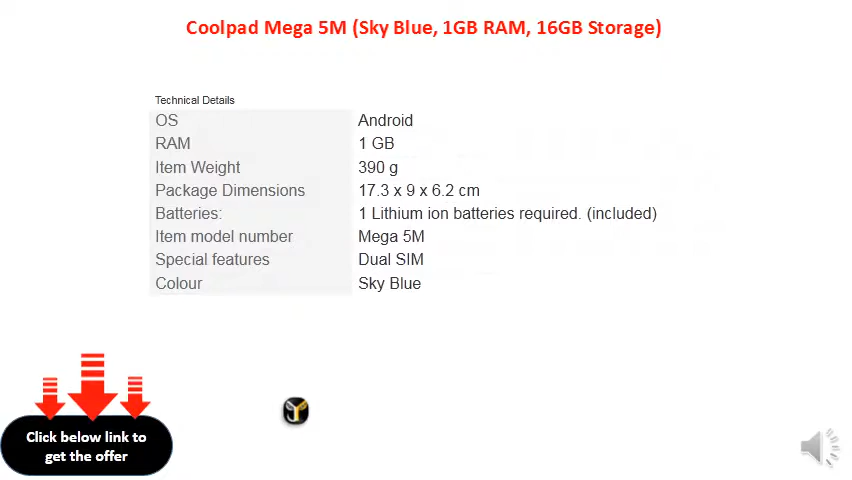 Coolpad Mega 5M (Sky Blue, 1GB RAM, 16GB Storage)
Technical Details
OS Android
RAM 1 GB
Item Weight 390 g
Package Dimensions 17.3 x 9 x 6.2 cm
Batteries: 1 Lithium ion batteries required. (included)
Item model number Mega 5M
Special features Dual SIM
Colour Sky Blue
Click below link to
get the offer